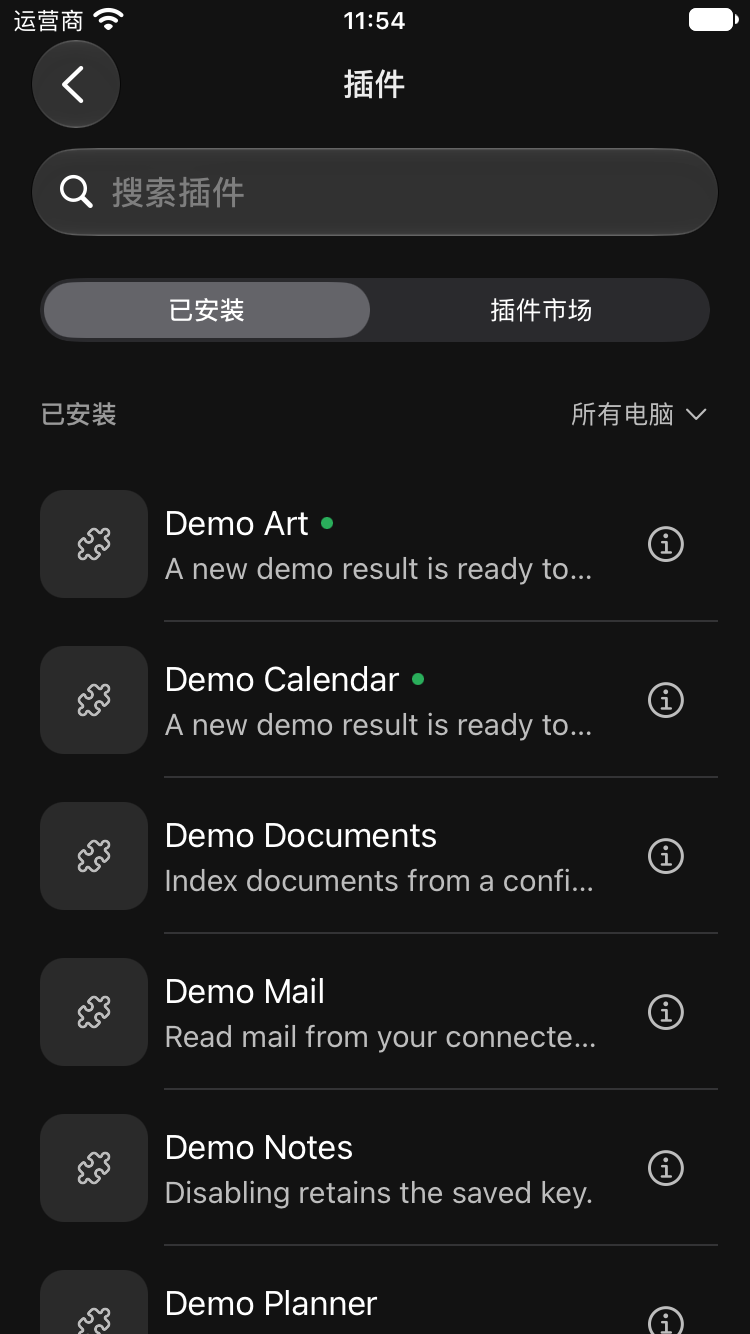 运营商
11:54
插件
搜索插件
已安装
插件市场
已安装
所有电脑
Demo Art
A new demo result is ready to...
Demo Calendar
A new demo result is ready to...
Demo Documents
Index documents from a confi...
Demo Mail
Read mail from your connecte...
Demo Notes
Disabling retains the saved key.
Demo Planner